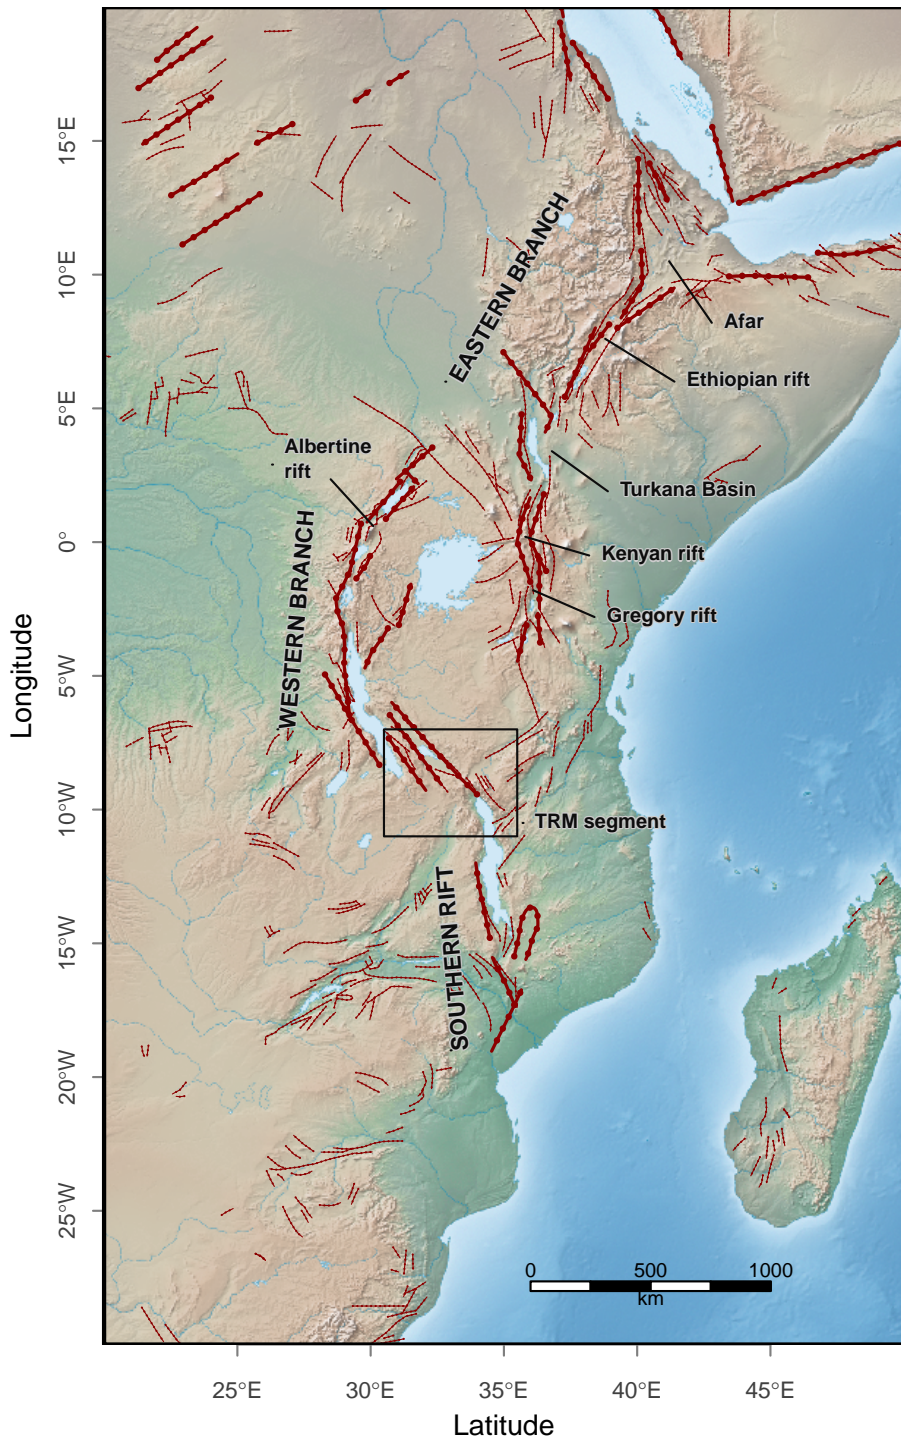 15°E
10°E
5°E
0°
5°W
10°W
15°W
20°W
25°W
Longitude
EASTERN BRANCH
Afar
Ethiopian rift
Albertine
rift
Turkana Basin
Kenyan rift
Gregory rift
WESTERN BRANCH
TRM segment
SOUTHERN RIFT
0 500 1000
km
25°E 30°E 35°E 40°E 45°E
Latitude